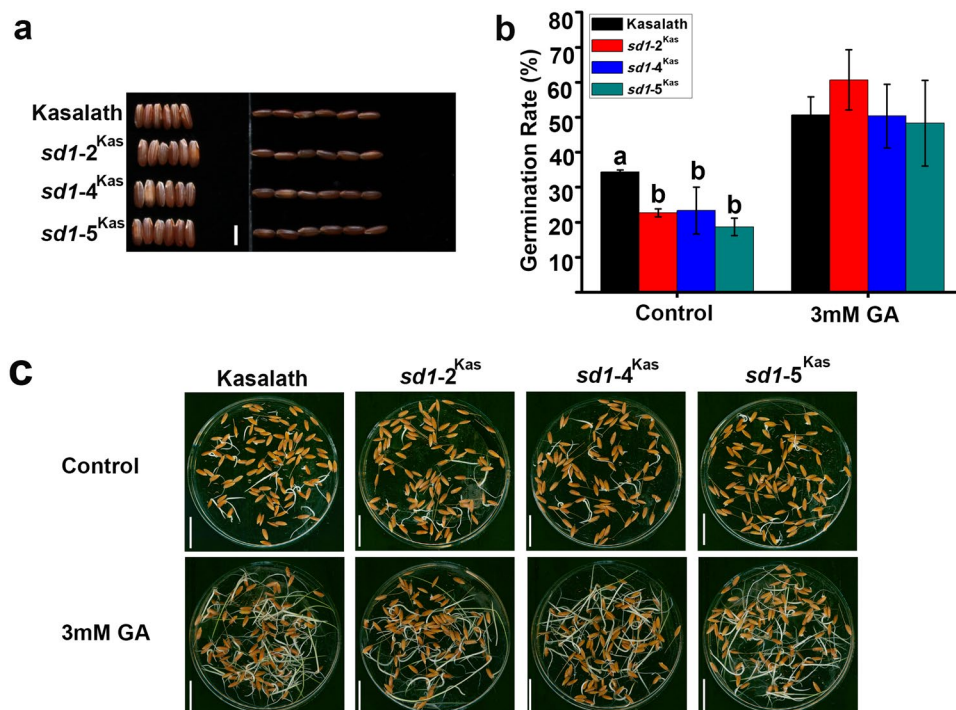 a
Kasalath
sd1-2Kas
sd1-4Kas
sd1-5Kas
b
Germination Rate (%)
80
70
60
50
40
30
20
10
Kasalath
sd1-2Kas
sd1-4Kas
sd1-5Kas
a
b
b
b
Control
3mM GA
c
Kasalath
sd1-2Kas
sd1-4Kas
sd1-5Kas
Control
3mM GA